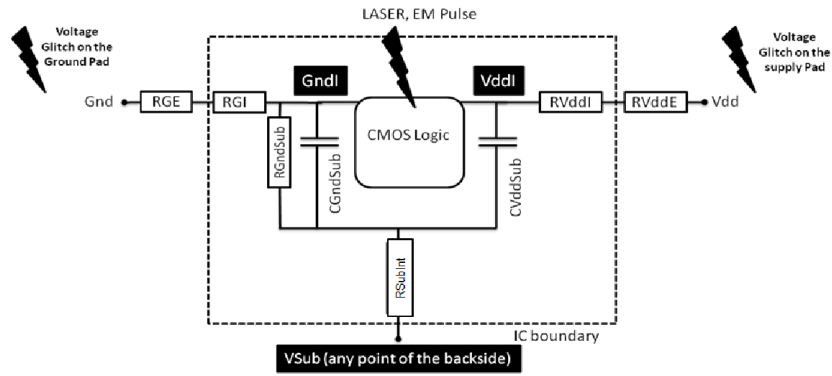 LASER, EM Pulse
Voltage
Glitch on the
Ground Pad
Voltage
Glitch on the
supply Pad
GndI
VddI
Gnd
RGE
RGI
RVddI
RVddE
Vdd
CMOS Logic
RGndSub
CGndSub
CVddSub
RSubInt
IC boundary
VSub (any point of the backside)